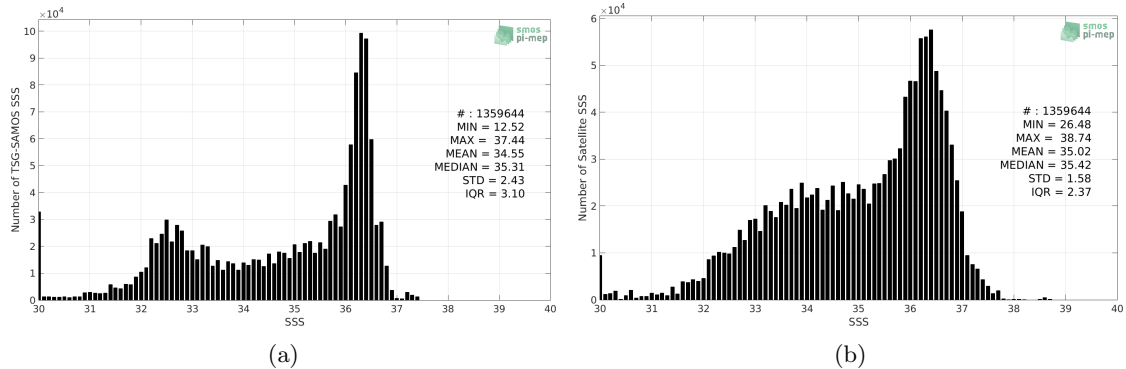 ×10⁴
10
9
8
7
6
5
4
3
2
1
0
Number of TSG-SAMOS SSS
30 31 32 33 34 35 36 37 38 39 40
SSS
smos
pi-mep
# : 1359644
MIN = 12.52
MAX = 37.44
MEAN = 34.55
MEDIAN = 35.31
STD = 2.43
IQR = 3.10
(a)
×10⁴
6
5
4
3
2
1
0
Number of Satellite SSS
30 31 32 33 34 35 36 37 38 39 40
SSS
smos
pi-mep
# : 1359644
MIN = 26.48
MAX = 38.74
MEAN = 35.02
MEDIAN = 35.42
STD = 1.58
IQR = 2.37
(b)